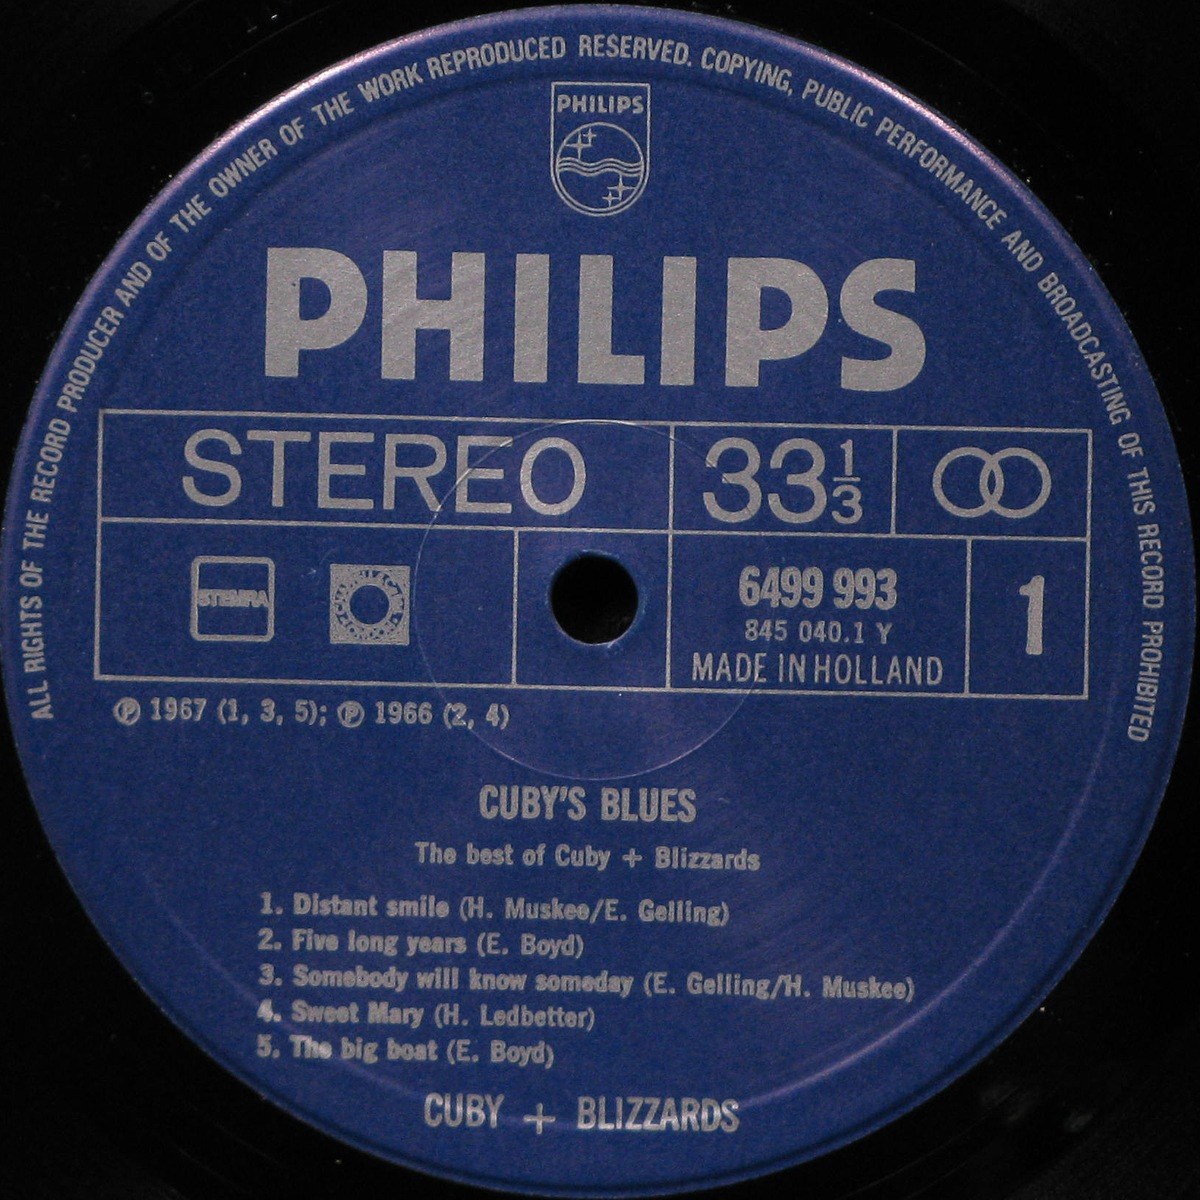 ALL RIGHTS OF THE RECORD PRODUCER AND OF THE OWNER OF THE WORK REPRODUCED RESERVED. COPYING, PUBLIC PERFORMANCE AND BROADCASTING OF THIS RECORD PROHIBITED
PHILIPS
PHILIPS
STEREO 33 1/3
STEMRA
6499 993
845 040.1 Y
MADE IN HOLLAND
1
℗ 1967 (1, 3, 5); ℗ 1966 (2, 4)
CUBY'S BLUES
The best of Cuby + Blizzards
1. Distant smile (H. Muskee/E. Gelling)
2. Five long years (E. Boyd)
3. Somebody will know someday (E. Gelling/H. Muskee)
4. Sweet Mary (H. Ledbetter)
5. The big boat (E. Boyd)
CUBY + BLIZZARDS